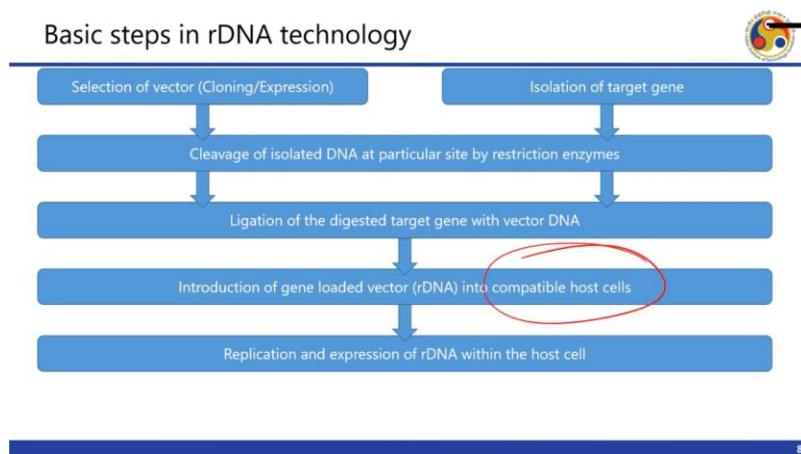 Basic steps in rDNA technology
Selection of vector (Cloning/Expression)
Isolation of target gene
Cleavage of isolated DNA at particular site by restriction enzymes
Ligation of the digested target gene with vector DNA
Introduction of gene loaded vector (rDNA) into compatible host cells
Replication and expression of rDNA within the host cell
8